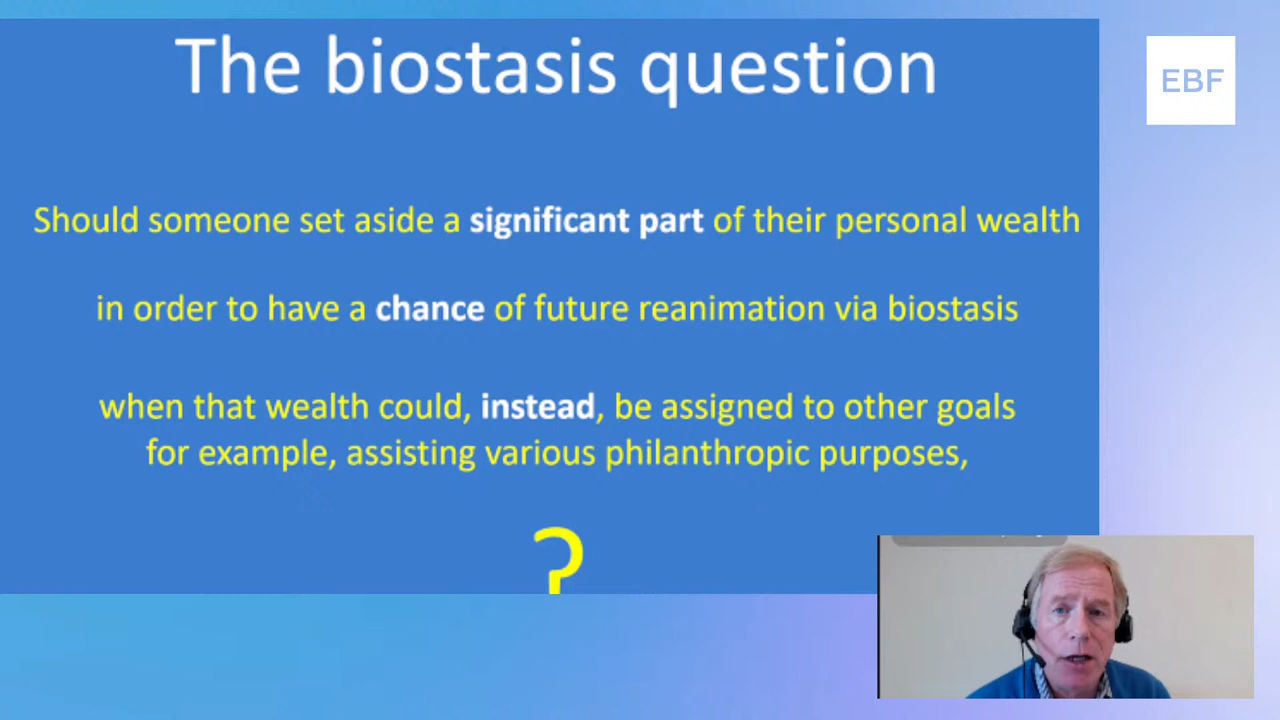 The biostasis question
EBF
Should someone set aside a significant part of their personal wealth
in order to have a chance of future reanimation via biostasis
when that wealth could, instead, be assigned to other goals
for example, assisting various philanthropic purposes,
?